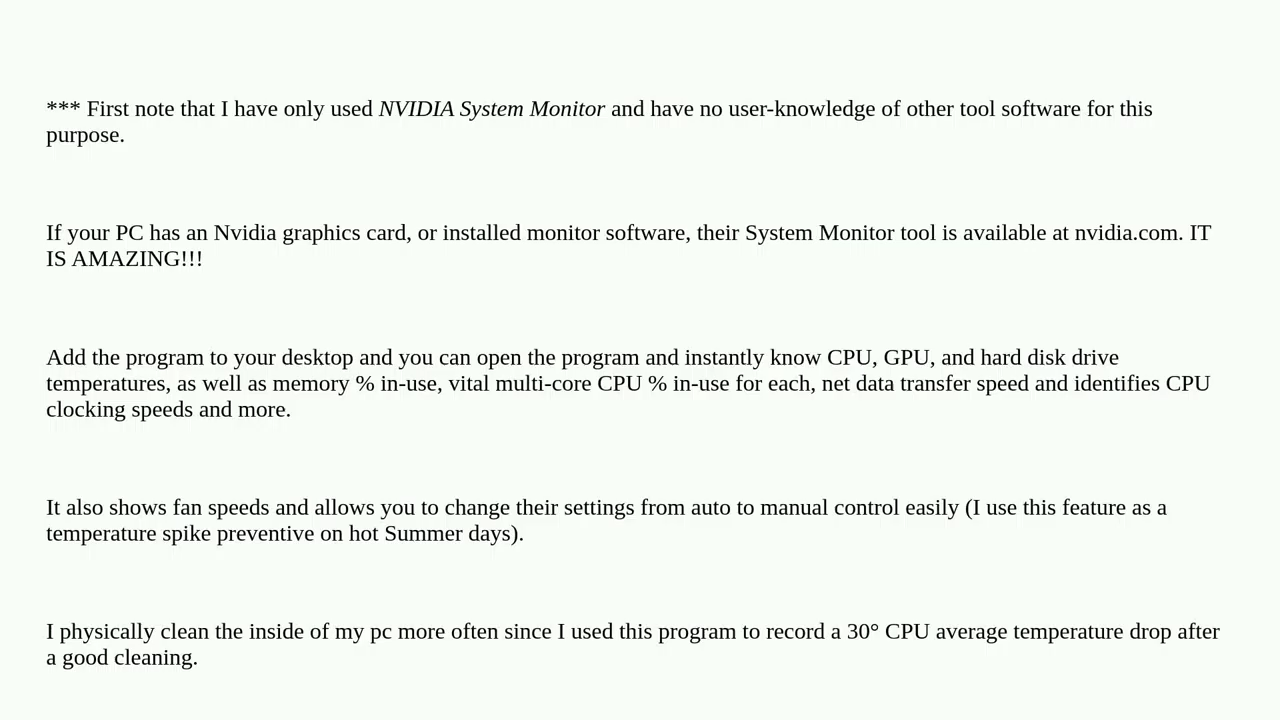 *** First note that I have only used NVIDIA System Monitor and have no user-knowledge of other tool software for this
purpose.
If your PC has an Nvidia graphics card, or installed monitor software, their System Monitor tool is available at nvidia.com. IT
IS AMAZING!!!
Add the program to your desktop and you can open the program and instantly know CPU, GPU, and hard disk drive
temperatures, as well as memory % in-use, vital multi-core CPU % in-use for each, net data transfer speed and identifies CPU
clocking speeds and more.
It also shows fan speeds and allows you to change their settings from auto to manual control easily (I use this feature as a
temperature spike preventive on hot Summer days).
I physically clean the inside of my pc more often since I used this program to record a 30° CPU average temperature drop after
a good cleaning.